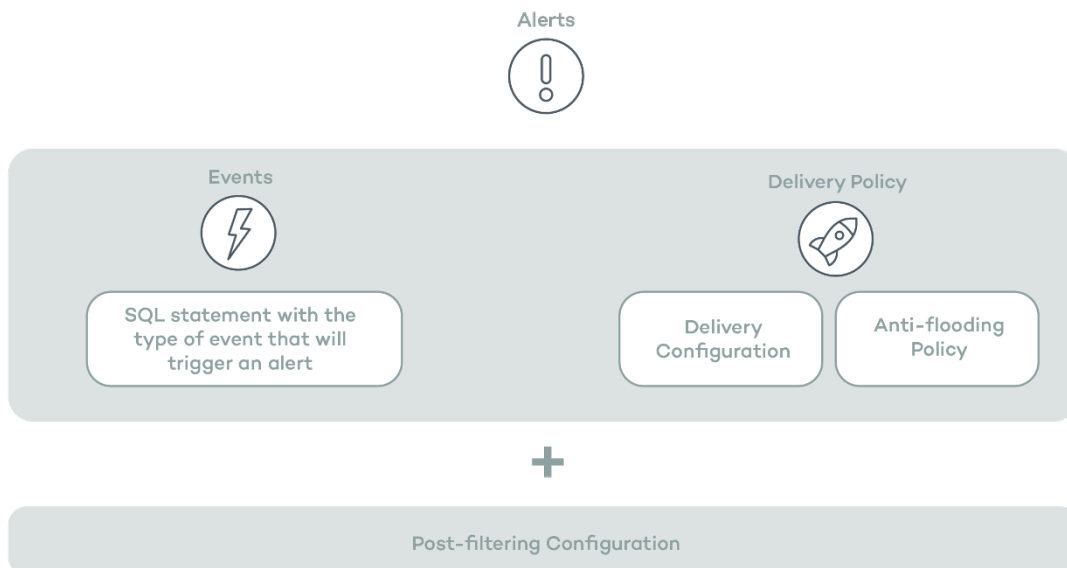 Alerts
Events
SQL statement with the
type of event that will
trigger an alert
Delivery Policy
Delivery
Configuration
Anti-flooding
Policy
+
Post-filtering Configuration